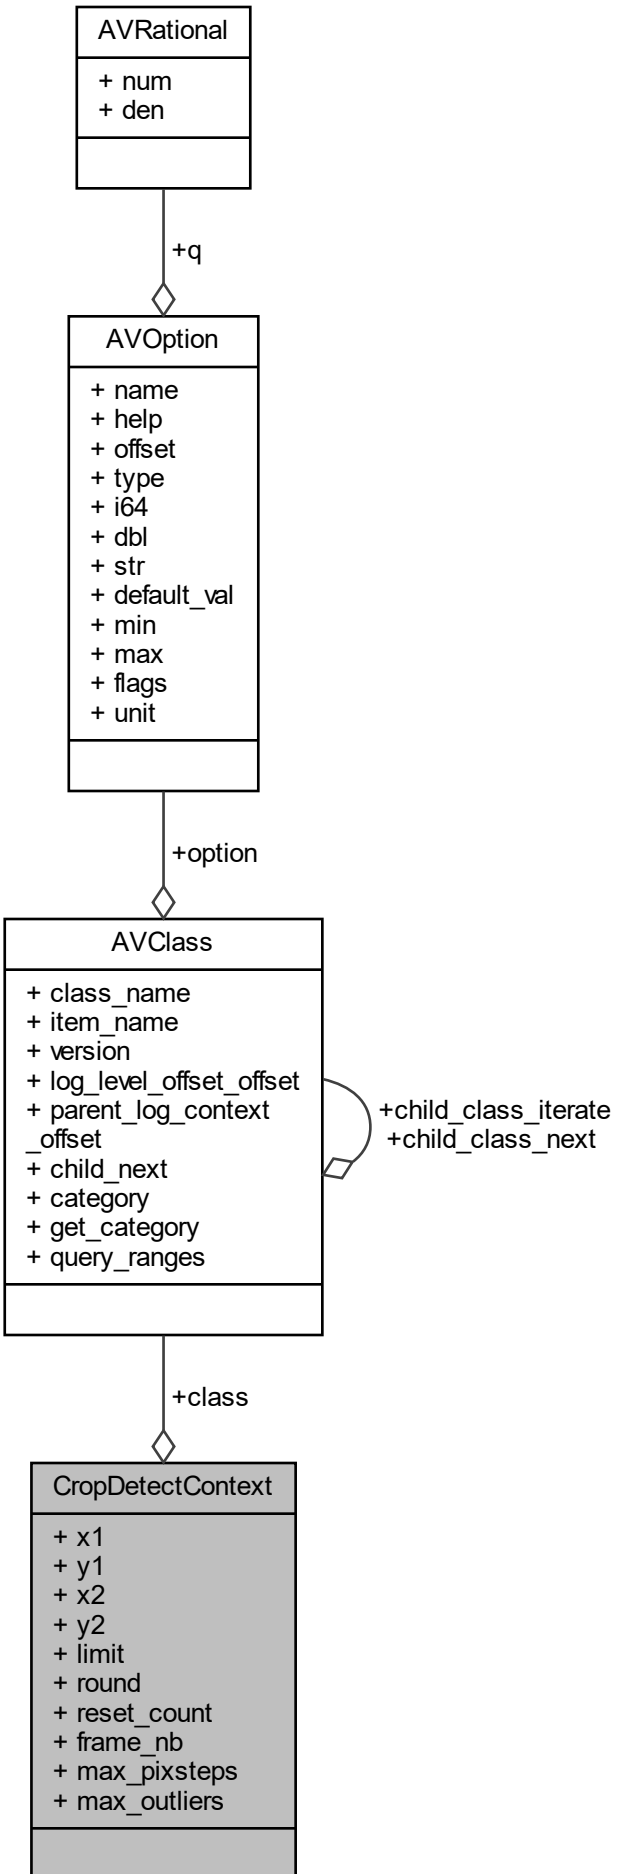 AVRational
+ num
+ den
+q
AVOption
+ name
+ help
+ offset
+ type
+ i64
+ dbl
+ str
+ default_val
+ min
+ max
+ flags
+ unit
+option
AVClass
+ class_name
+ item_name
+ version
+ log_level_offset_offset
+ parent_log_context
_offset
+ child_next
+ category
+ get_category
+ query_ranges
+child_class_iterate
+child_class_next
+class
CropDetectContext
+ x1
+ y1
+ x2
+ y2
+ limit
+ round
+ reset_count
+ frame_nb
+ max_pixsteps
+ max_outliers